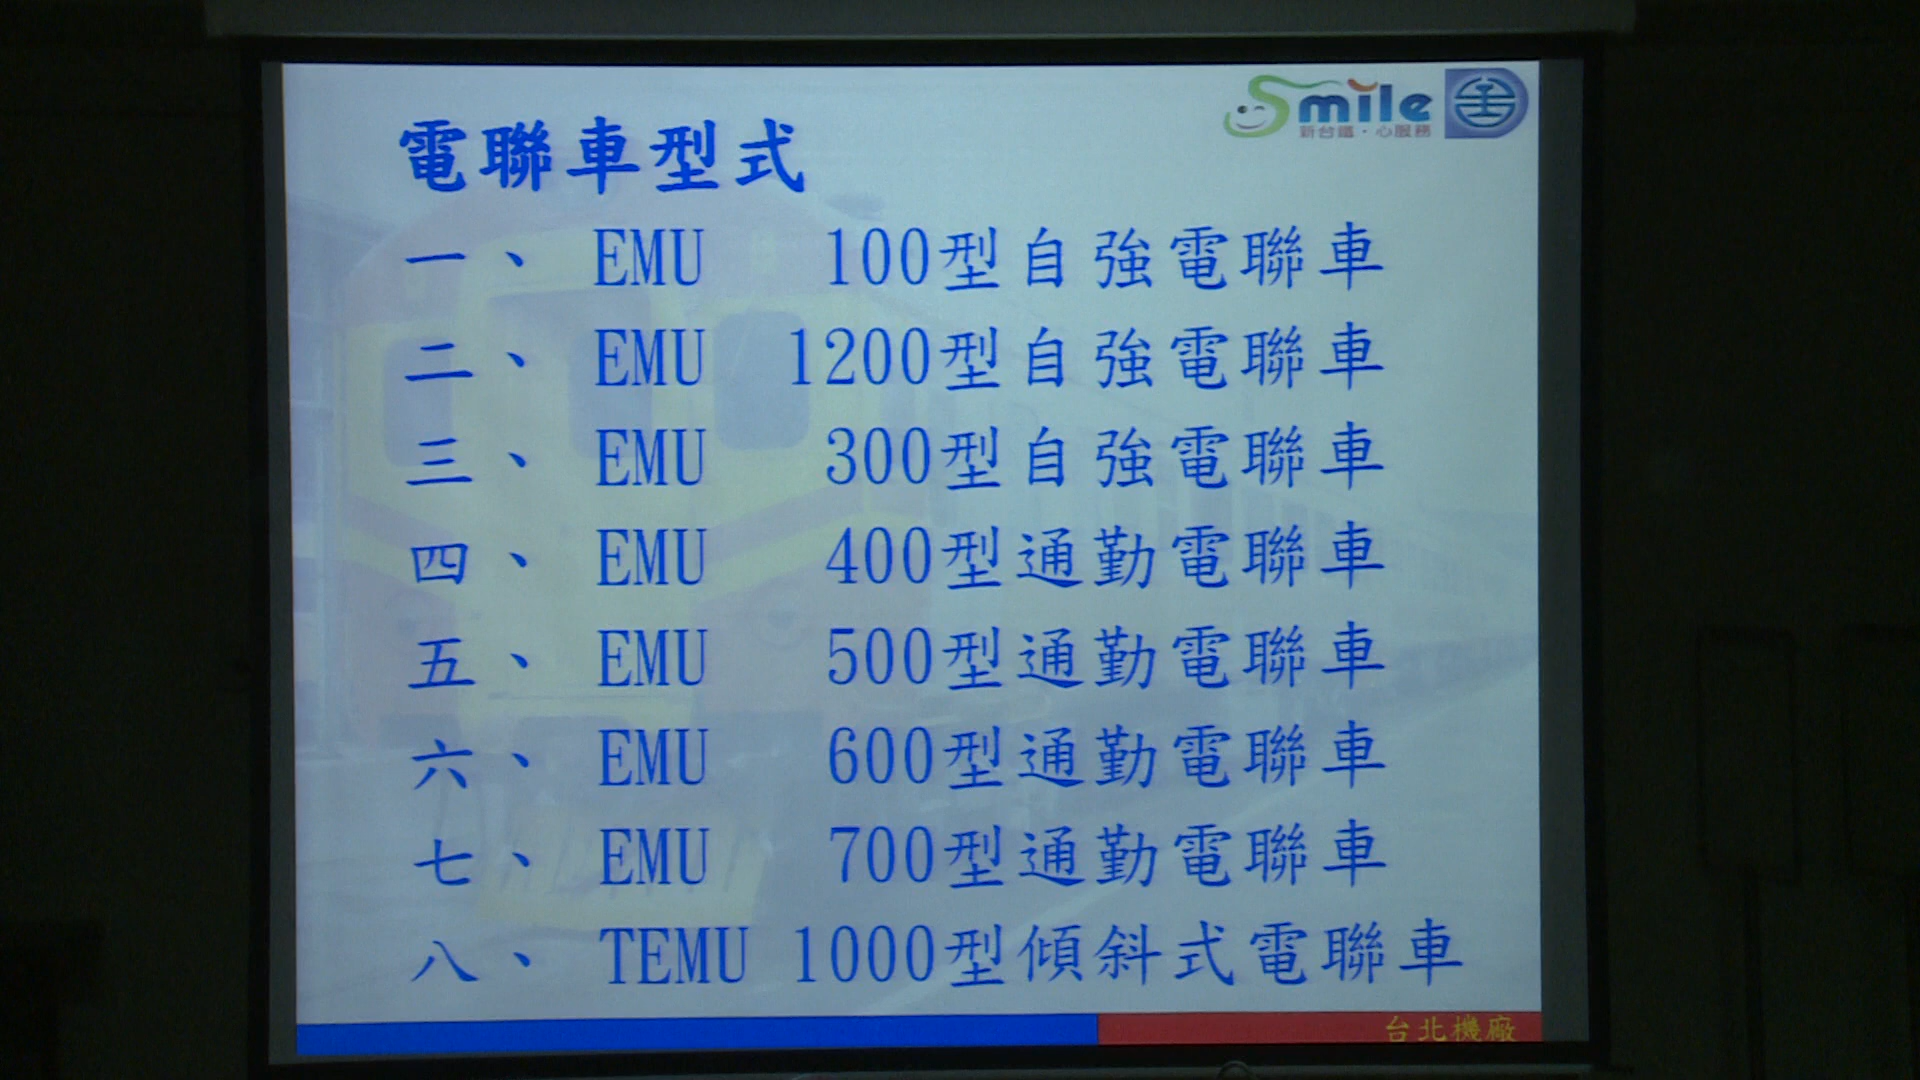 Smile
新台鐵・心服務
電聯車型式
一、 EMU 100型自強電聯車
二、 EMU 1200型自強電聯車
三、 EMU 300型自強電聯車
四、 EMU 400型通勤電聯車
五、 EMU 500型通勤電聯車
六、 EMU 600型通勤電聯車
七、 EMU 700型通勤電聯車
八、 TEMU 1000型傾斜式電聯車
台北機廠